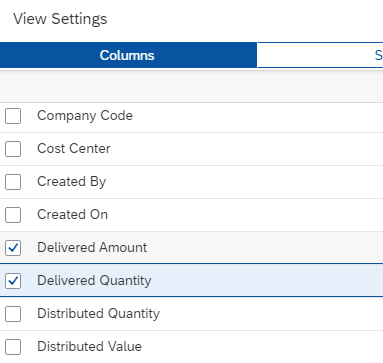 View Settings
Columns
S
Company Code
Cost Center
Created By
Created On
Delivered Amount
Delivered Quantity
Distributed Quantity
Distributed Value